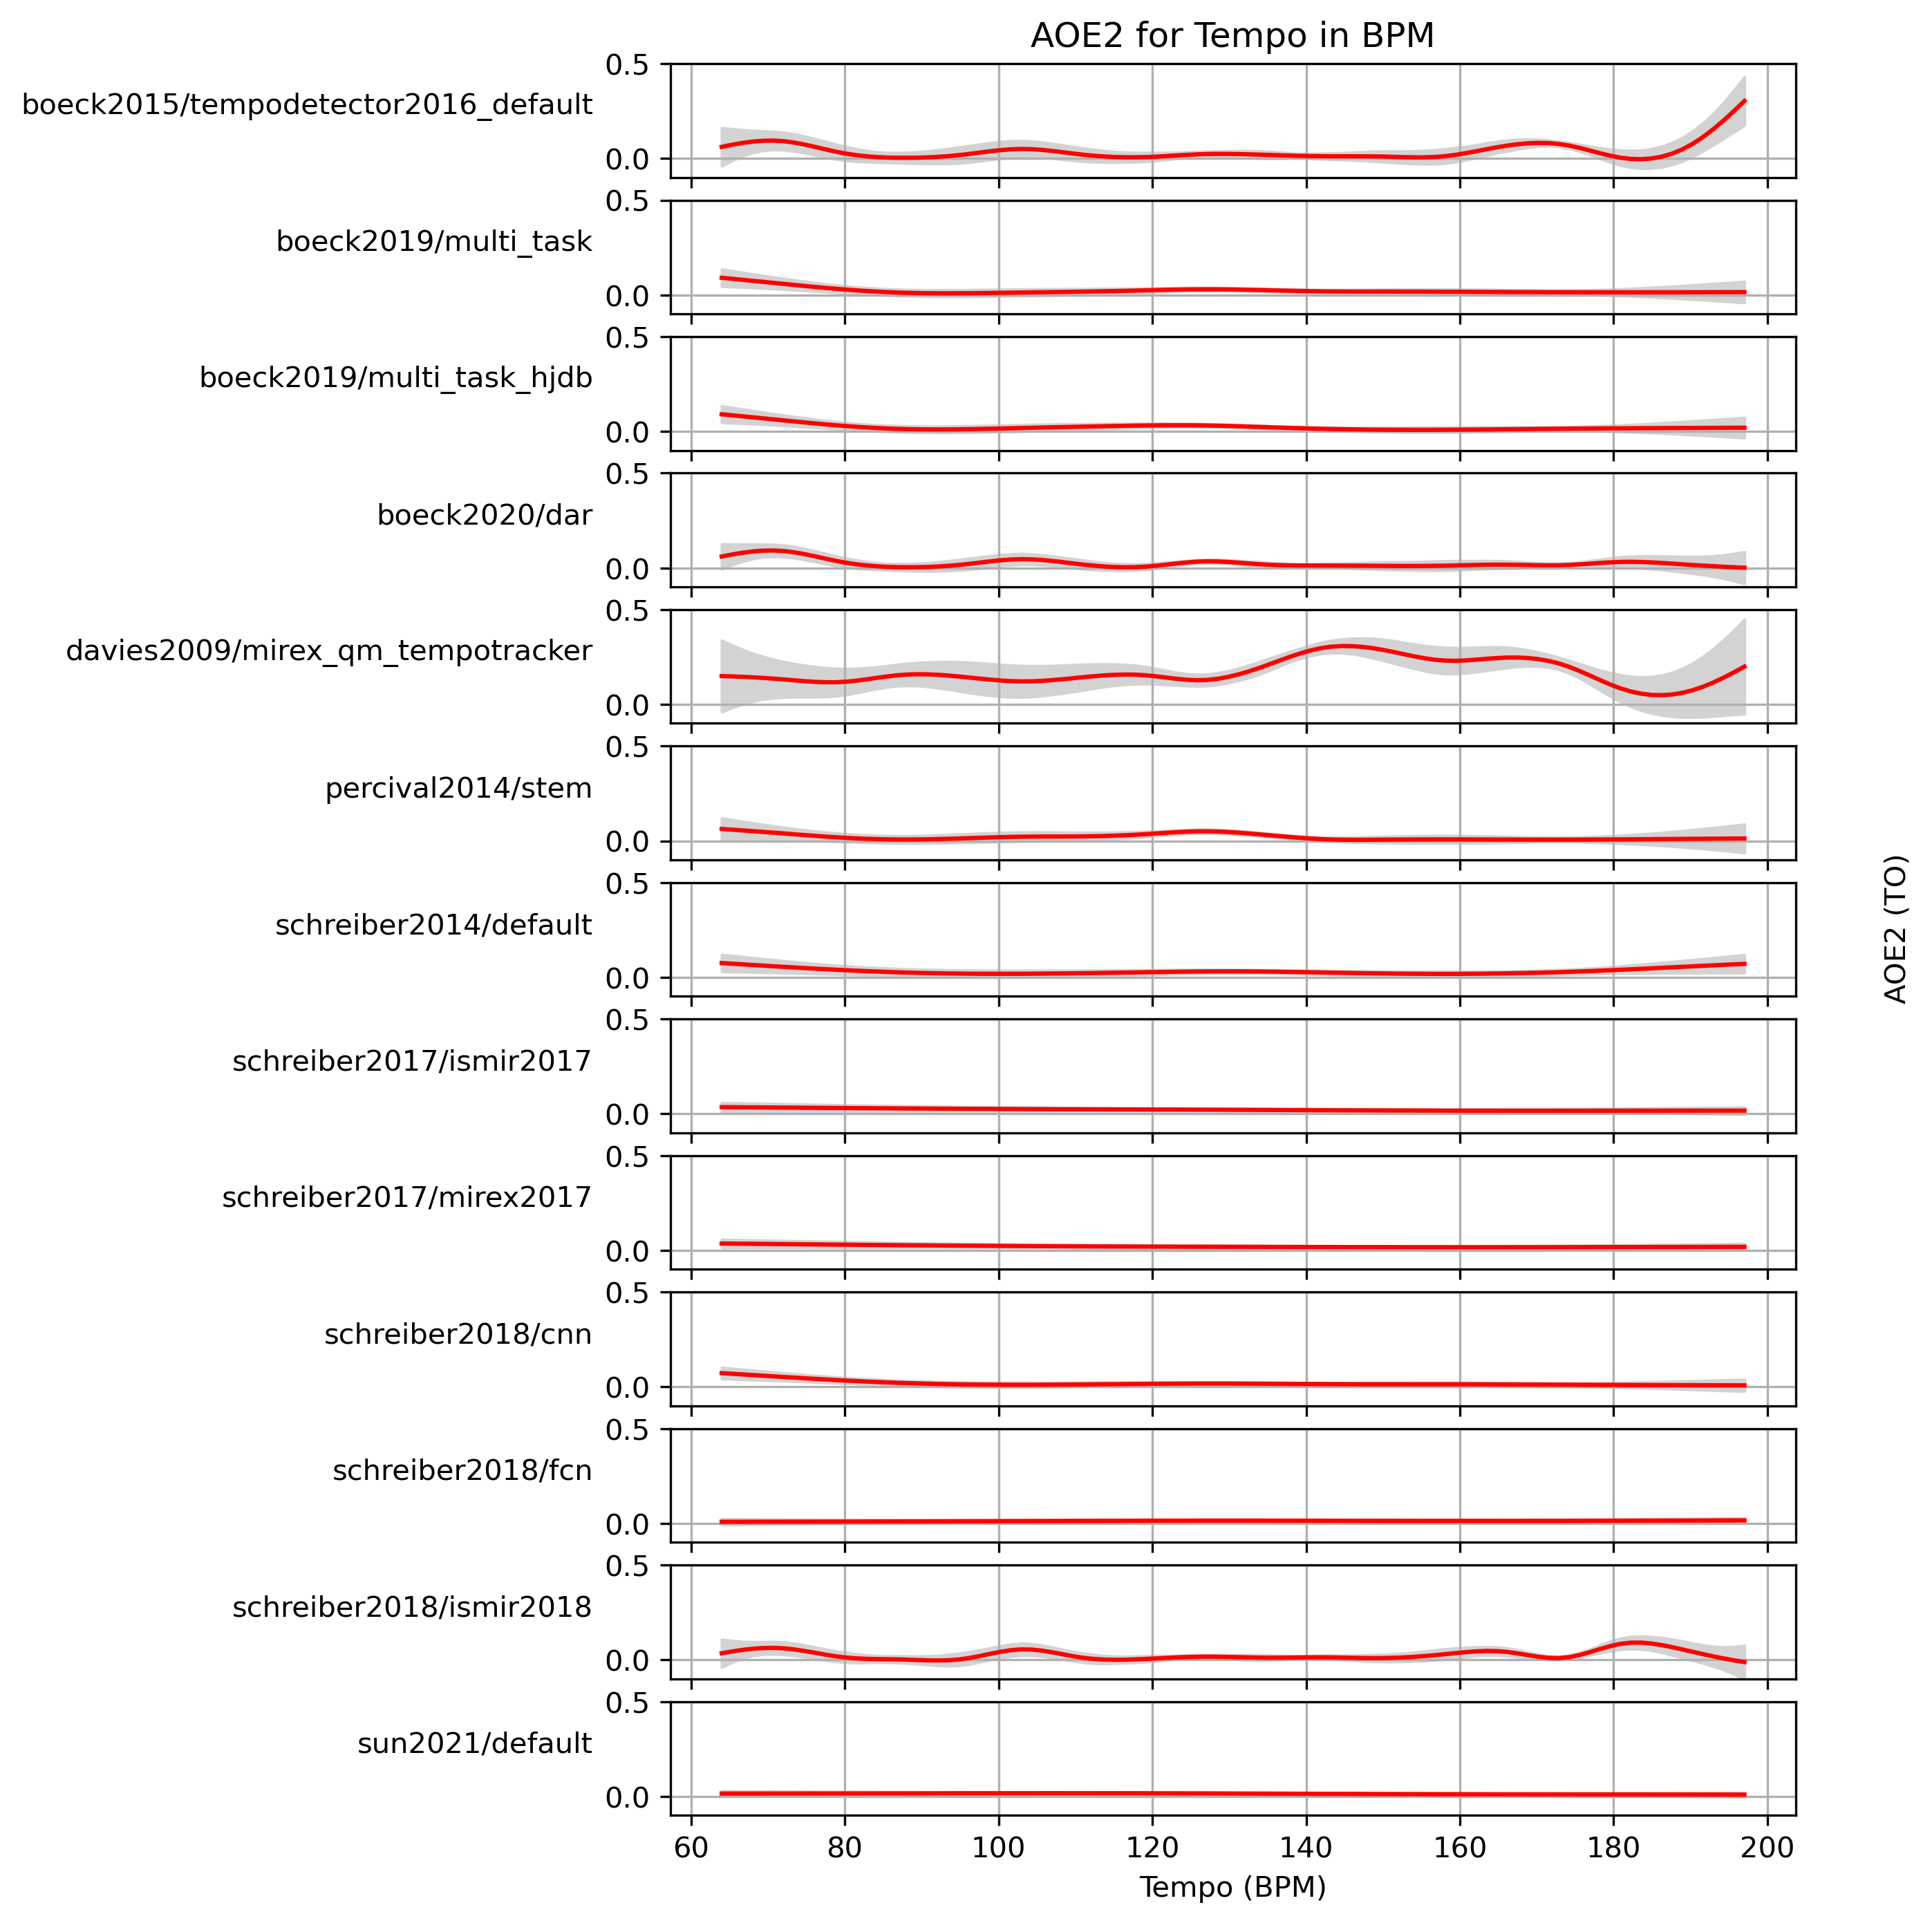 AOE2 for Tempo in BPM
0.5
boeck2015/tempodetector2016_default
0.0
0.5
boeck2019/multi_task
0.0
0.5
boeck2019/multi_task_hjdb
0.0
0.5
boeck2020/dar
0.0
0.5
davies2009/mirex_qm_tempotracker
0.0
0.5
percival2014/stem
0.0
0.5
schreiber2014/default
0.0
AOE2 (TO)
0.5
schreiber2017/ismir2017
0.0
0.5
schreiber2017/mirex2017
0.0
0.5
schreiber2018/cnn
0.0
0.5
schreiber2018/fcn
0.0
0.5
schreiber2018/ismir2018
0.0
0.5
sun2021/default
0.0
60 80 100 120 140 160 180 200
Tempo (BPM)